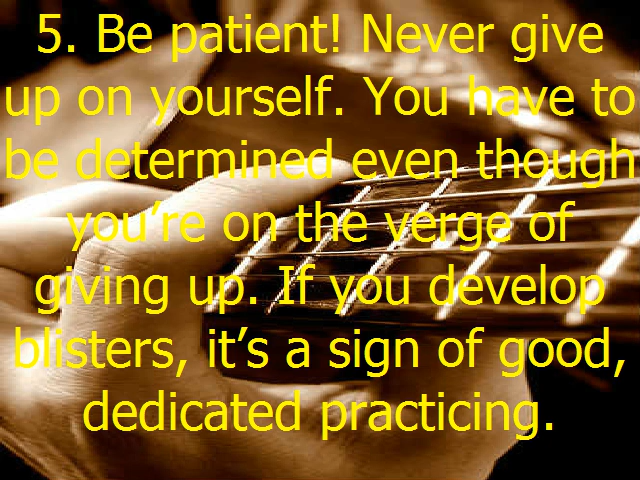 5. Be patient! Never give
up on yourself. You have to
be determined even though
you’re on the verge of
giving up. If you develop
blisters, it’s a sign of good,
dedicated practicing.